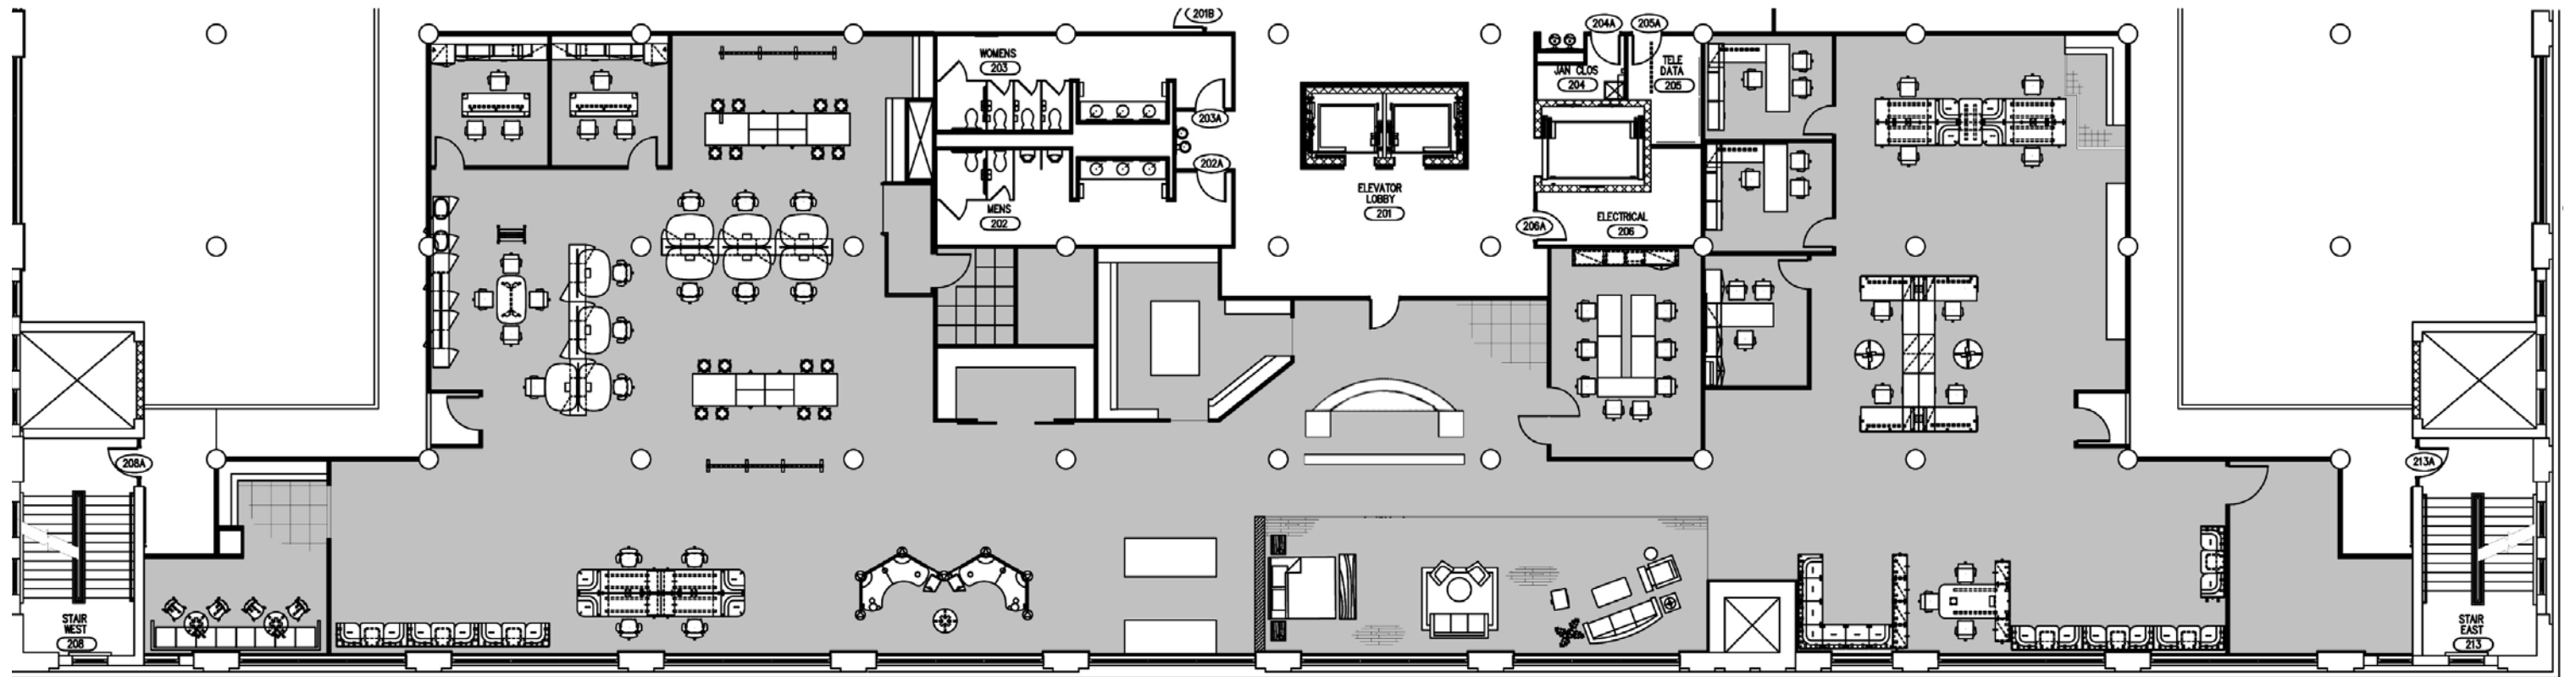 201B
204A
205A
WOMENS
203
JAN CLOS
204
TELE
DATA
205
203A
202A
ELEVATOR
LOBBY
201
MENS
202
206A
ELECTRICAL
206
208A
213A
STAIR
WEST
208
STAIR
EAST
213